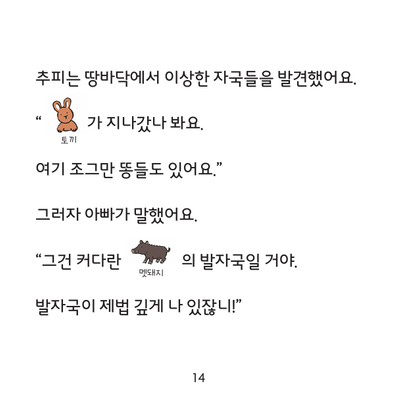 추피는 땅바닥에서 이상한 자국들을 발견했어요.
“ 가 지나갔나 봐요.
토끼
여기 조그만 똥들도 있어요.”
그러자 아빠가 말했어요.
“그건 커다란 의 발자국일 거야.
멧돼지
발자국이 제법 깊게 나 있잖니!”
14